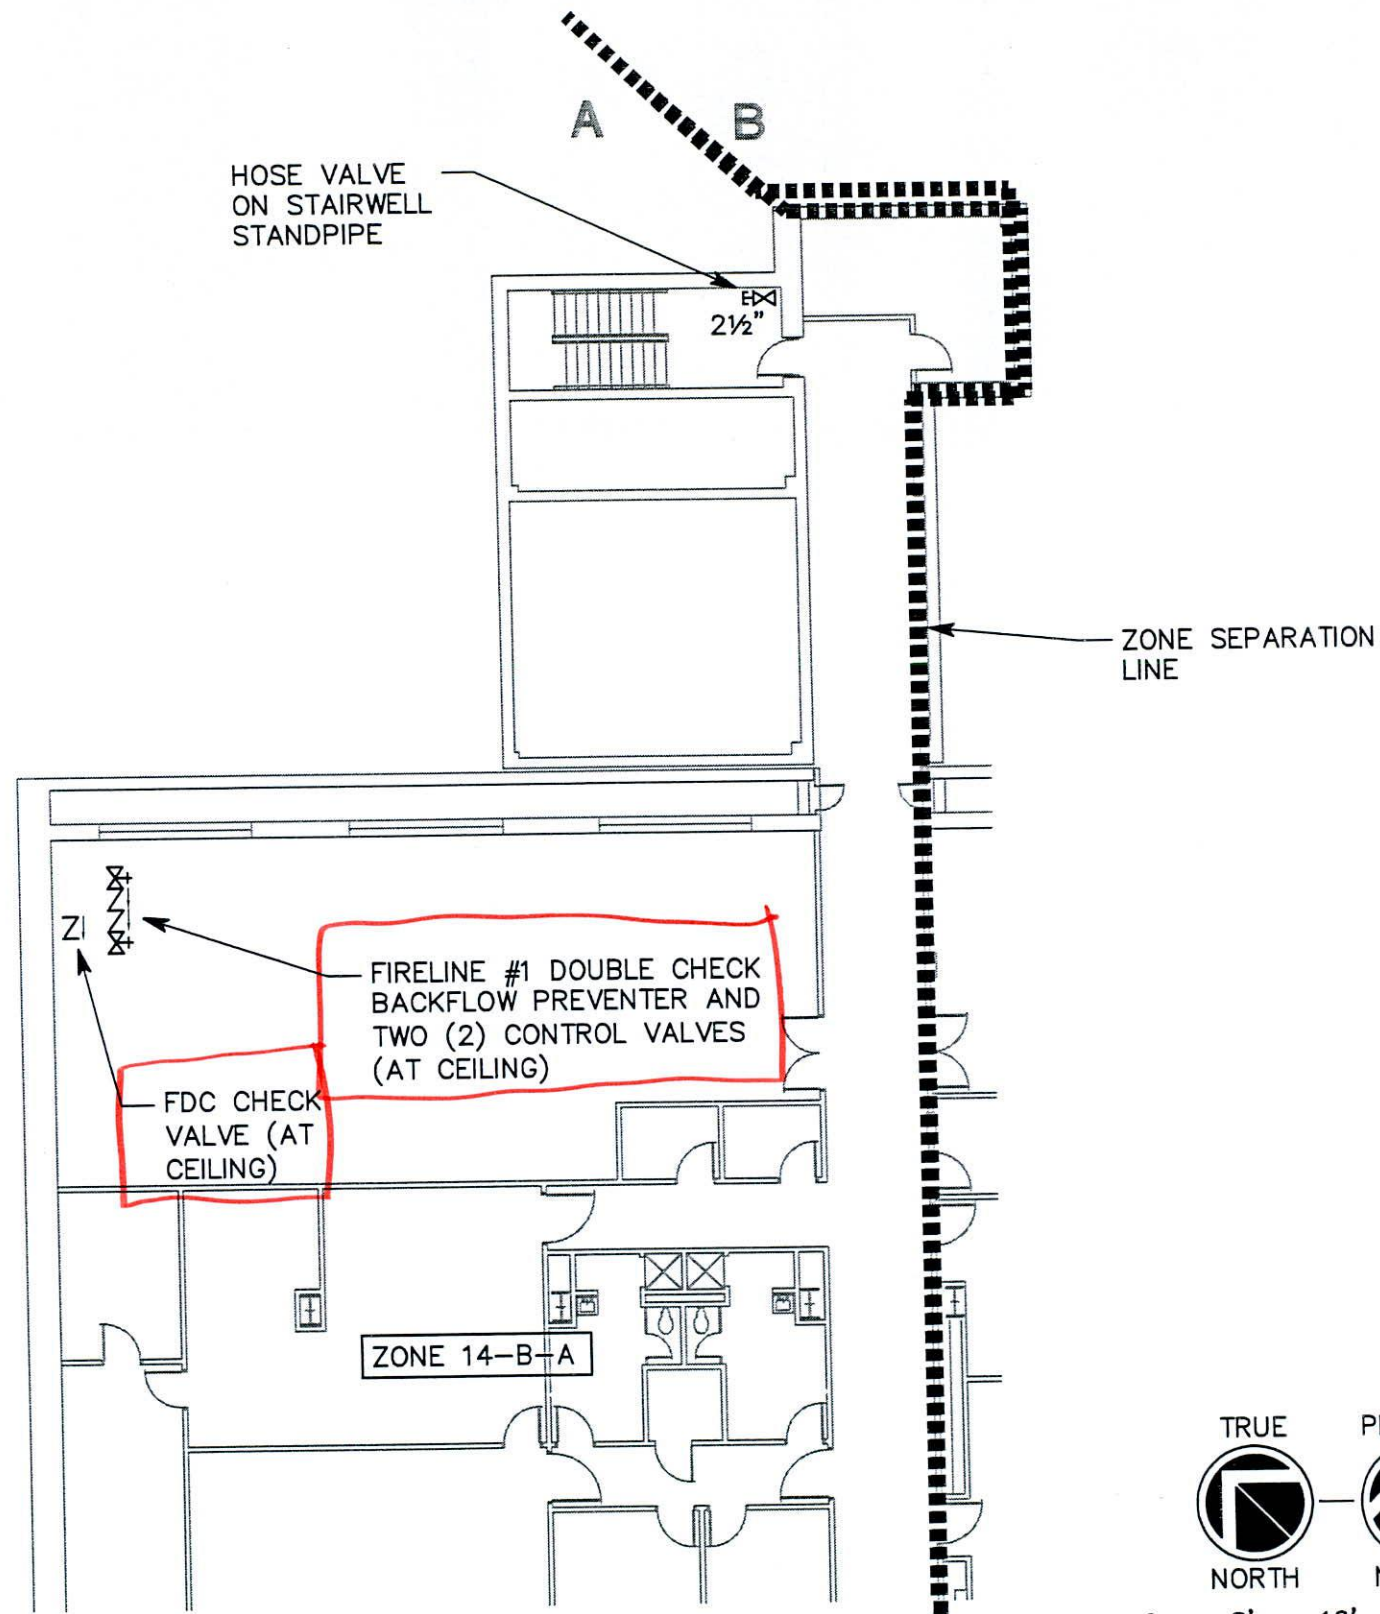 A B
HOSE VALVE
ON STAIRWELL
STANDPIPE
2½"
ZONE SEPARATION
LINE
FIRELINE #1 DOUBLE CHECK
BACKFLOW PREVENTER AND
TWO (2) CONTROL VALVES
(AT CEILING)
FDC CHECK
VALVE (AT
CEILING)
ZONE 14-B-A
TRUE
NORTH